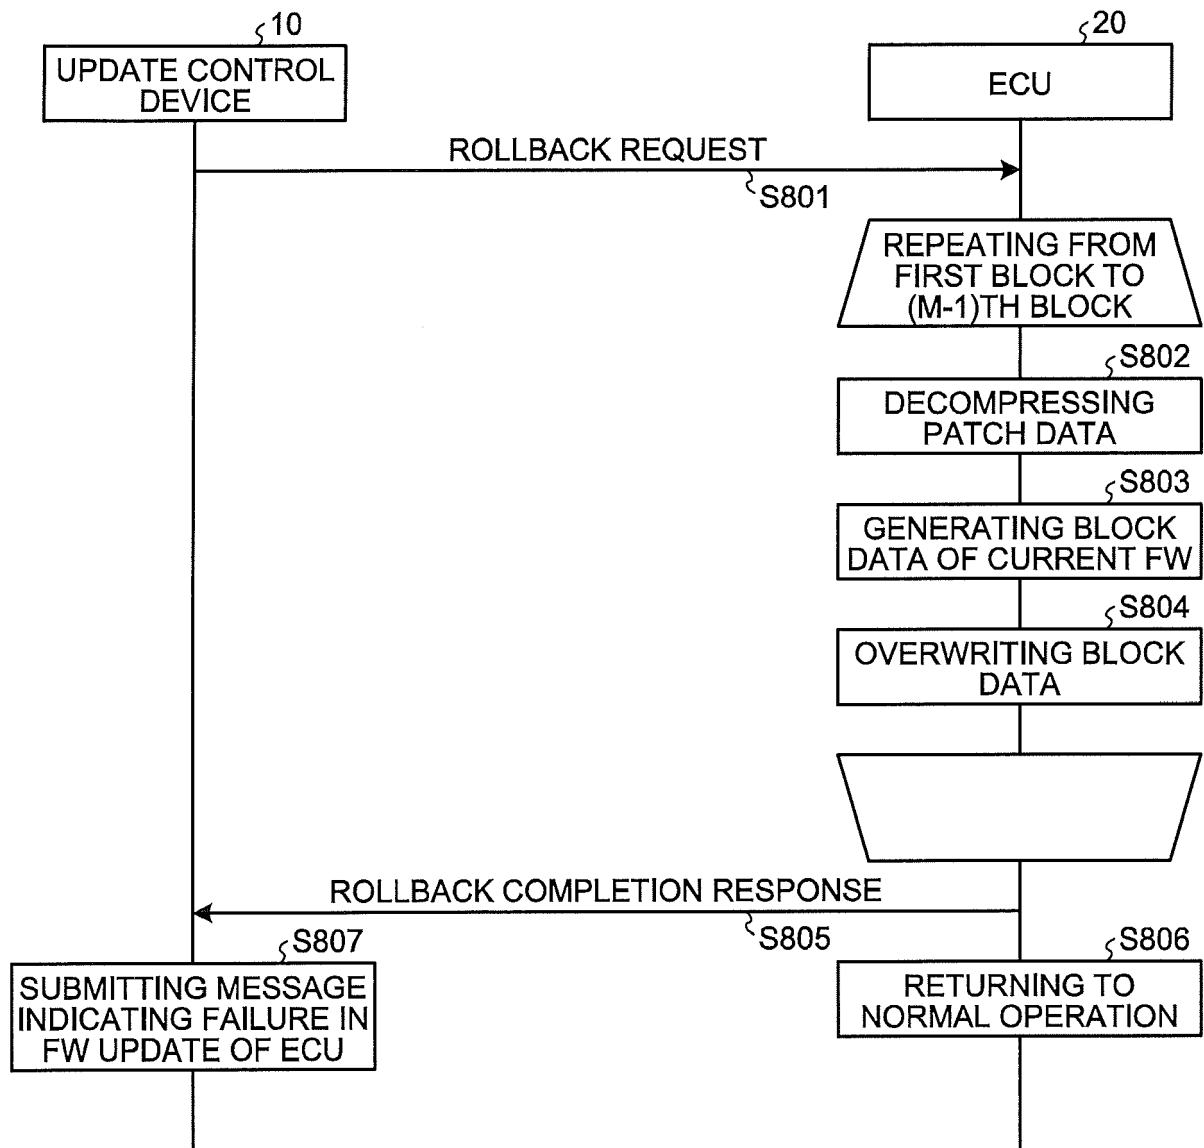 10
UPDATE CONTROL
DEVICE
20
ECU
ROLLBACK REQUEST
S801
REPEATING FROM
FIRST BLOCK TO
(M-1)TH BLOCK
S802
DECOMPRESSING
PATCH DATA
S803
GENERATING BLOCK
DATA OF CURRENT FW
S804
OVERWRITING BLOCK
DATA
ROLLBACK COMPLETION RESPONSE
S805
S807
SUBMITTING MESSAGE
INDICATING FAILURE IN
FW UPDATE OF ECU
S806
RETURNING TO
NORMAL OPERATION